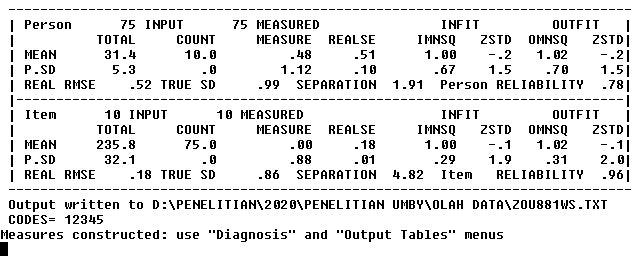 | Person 75 INPUT 75 MEASURED INFIT OUTFIT |
| TOTAL COUNT MEASURE REALSE IMNSQ ZSTD OMNSQ ZSTD|
| MEAN 31.4 10.0 .48 .51 1.00 -.2 1.02 -.2|
| P.SD 5.3 .0 1.12 .10 .67 1.5 .70 1.5|
| REAL RMSE .52 TRUE SD .99 SEPARATION 1.91 Person RELIABILITY .78|
| Item 10 INPUT 10 MEASURED INFIT OUTFIT |
| TOTAL COUNT MEASURE REALSE IMNSQ ZSTD OMNSQ ZSTD|
| MEAN 235.8 75.0 .00 .18 1.00 -.1 1.02 -.1|
| P.SD 32.1 .0 .88 .01 .29 1.9 .31 2.0|
| REAL RMSE .18 TRUE SD .86 SEPARATION 4.82 Item RELIABILITY .96|
Output written to D:\PENELITIAN\2020\PENELITIAN UMBY\OLAH DATA\ZOU881WS.TXT
CODES= 12345
Measures constructed: use "Diagnosis" and "Output Tables" menus